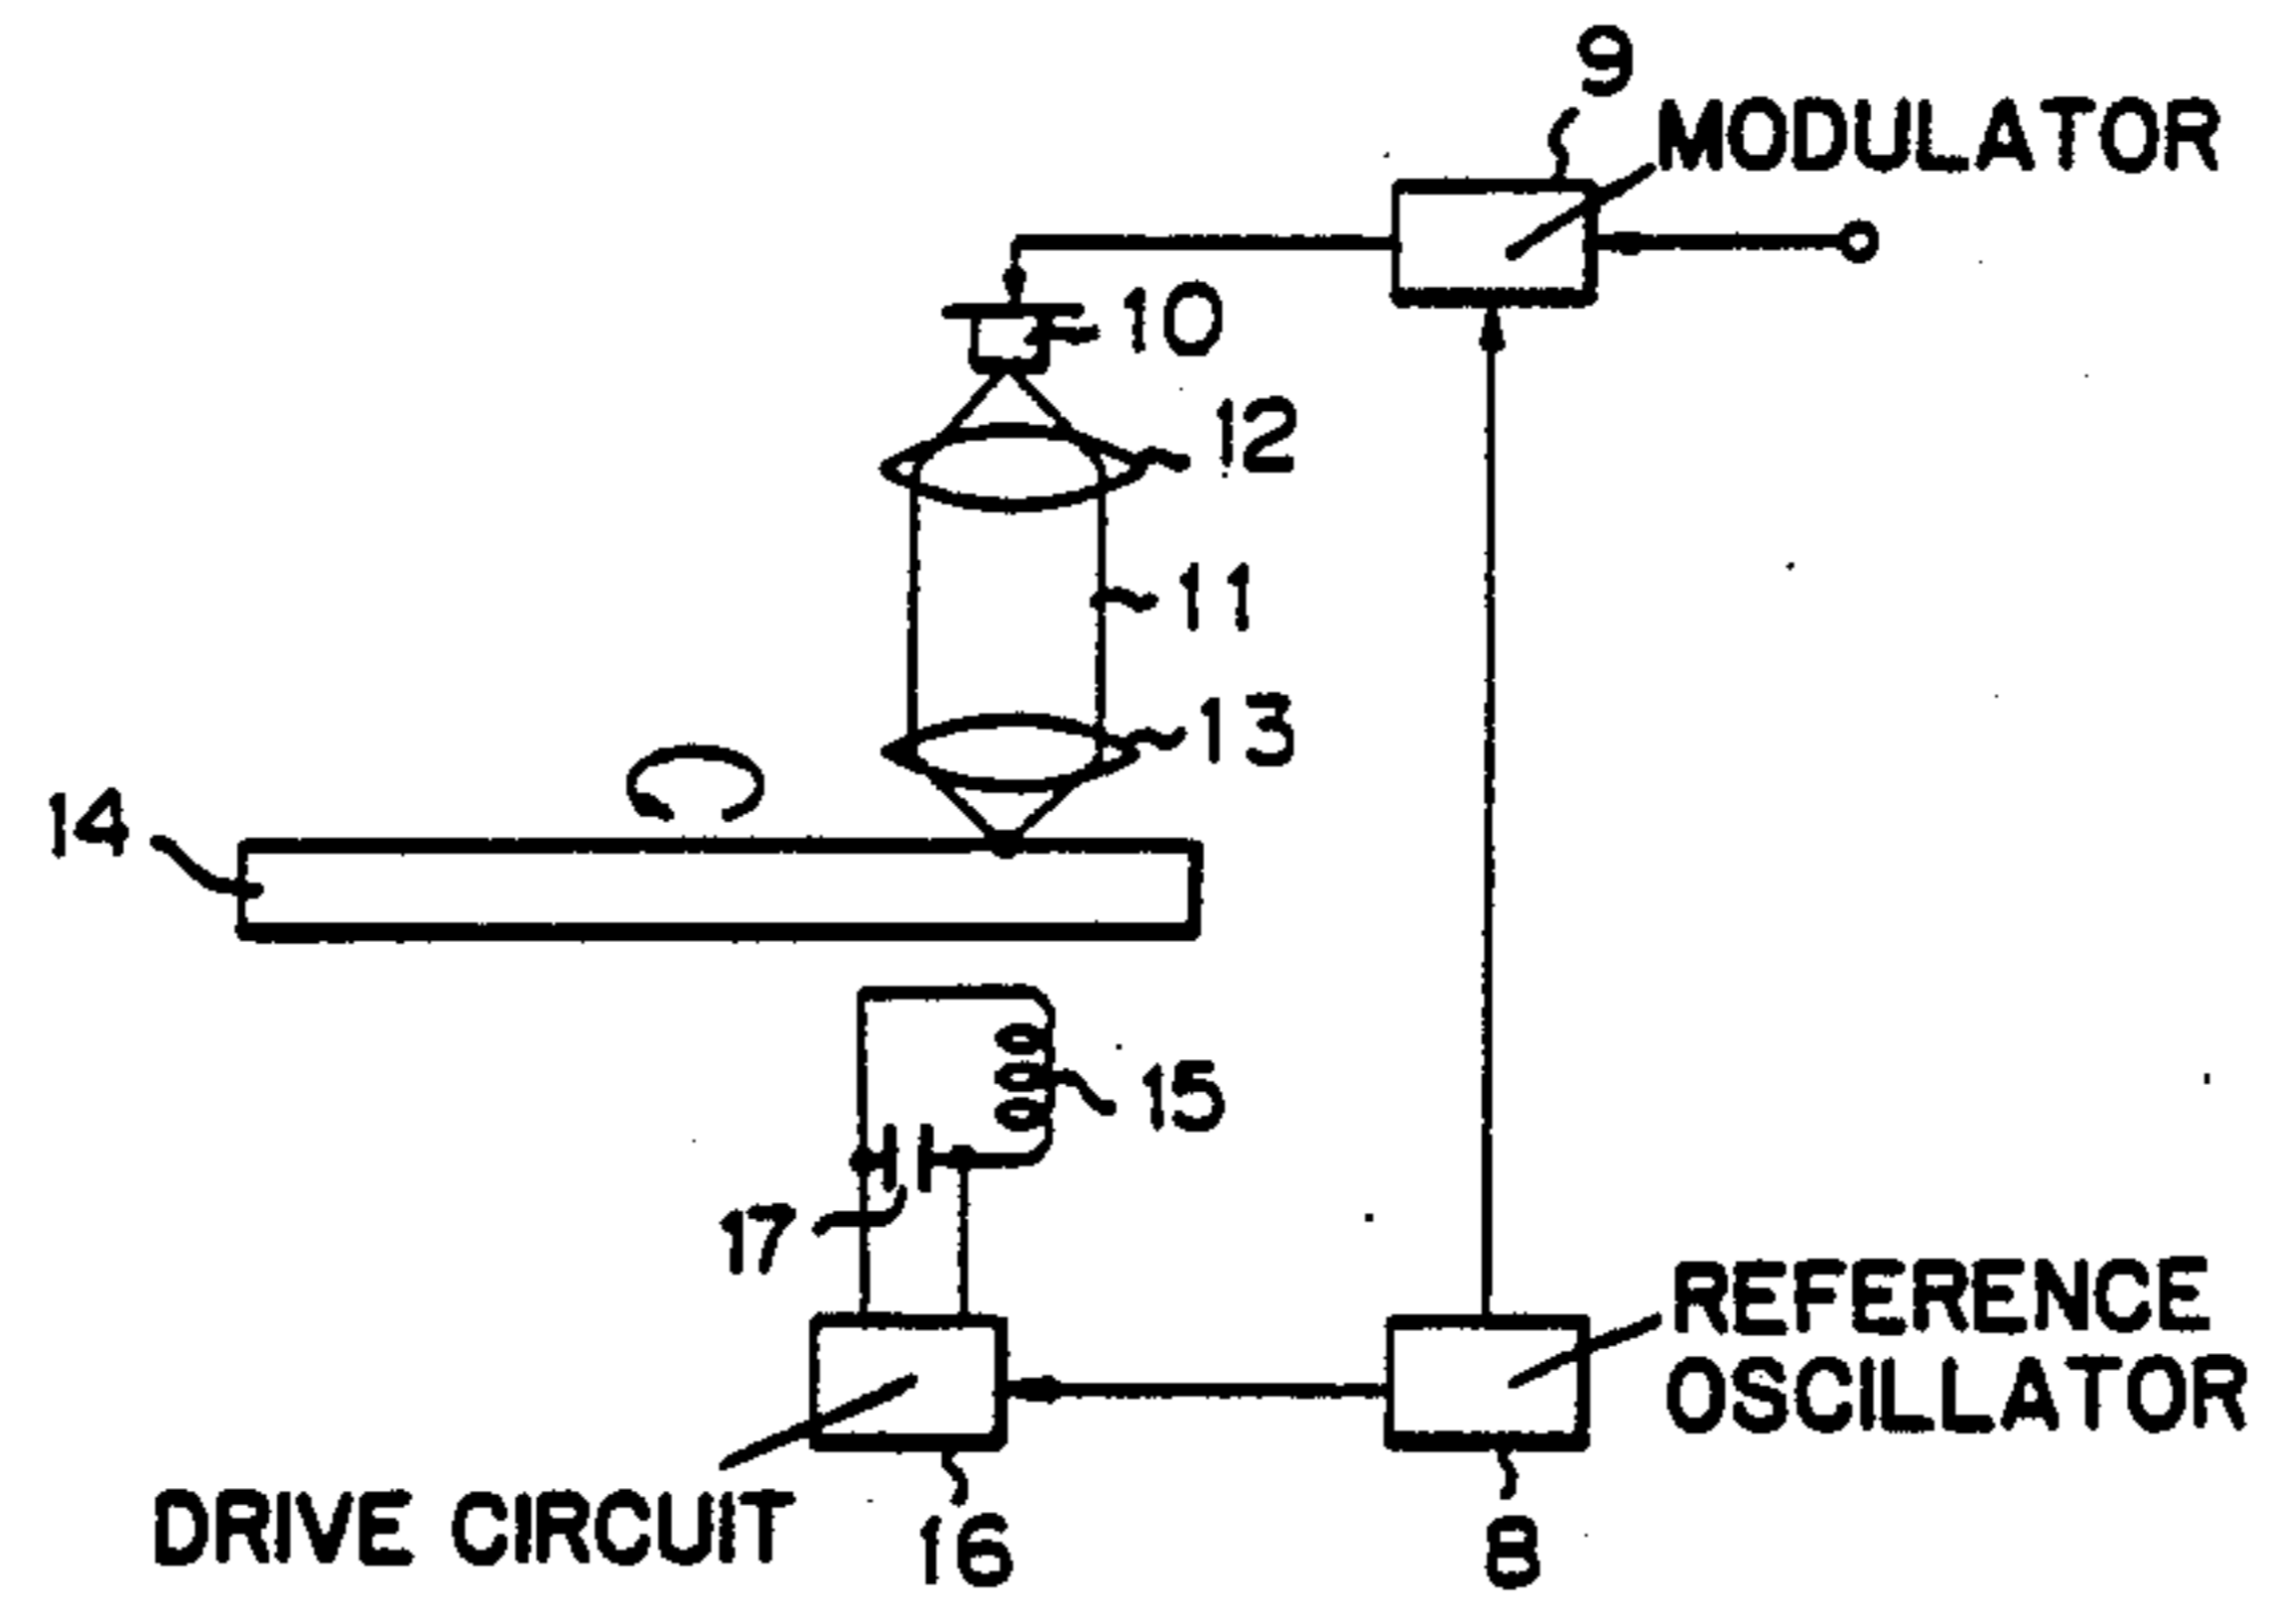 9
MODULATOR
10
12
11
13
14
15
17
REFERENCE
OSCILLATOR
DRIVE CIRCUIT
16
8